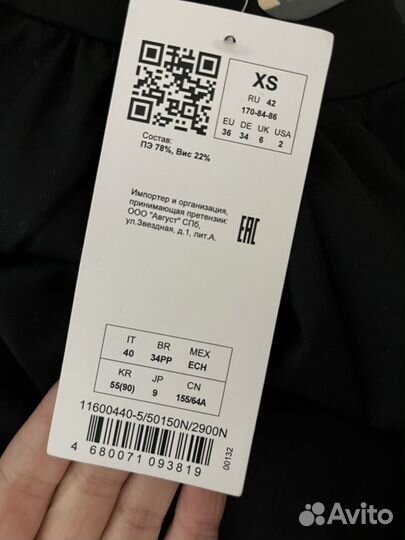 XS
RU 42
170-84-86
EU DE UK USA
36 34 6 2
Состав:
ПЭ 78%, Вис 22%
Импортер и организация,
принимающая претензии:
ООО "Август" СПб,
ул.Звездная, д.1, лит.А.
EAC
IT BR MEX
40 34PP ECH
KR JP CN
55(90) 9 155/64A
11600440-5/50150N/2900N
4 680071 093819
00132
Avito